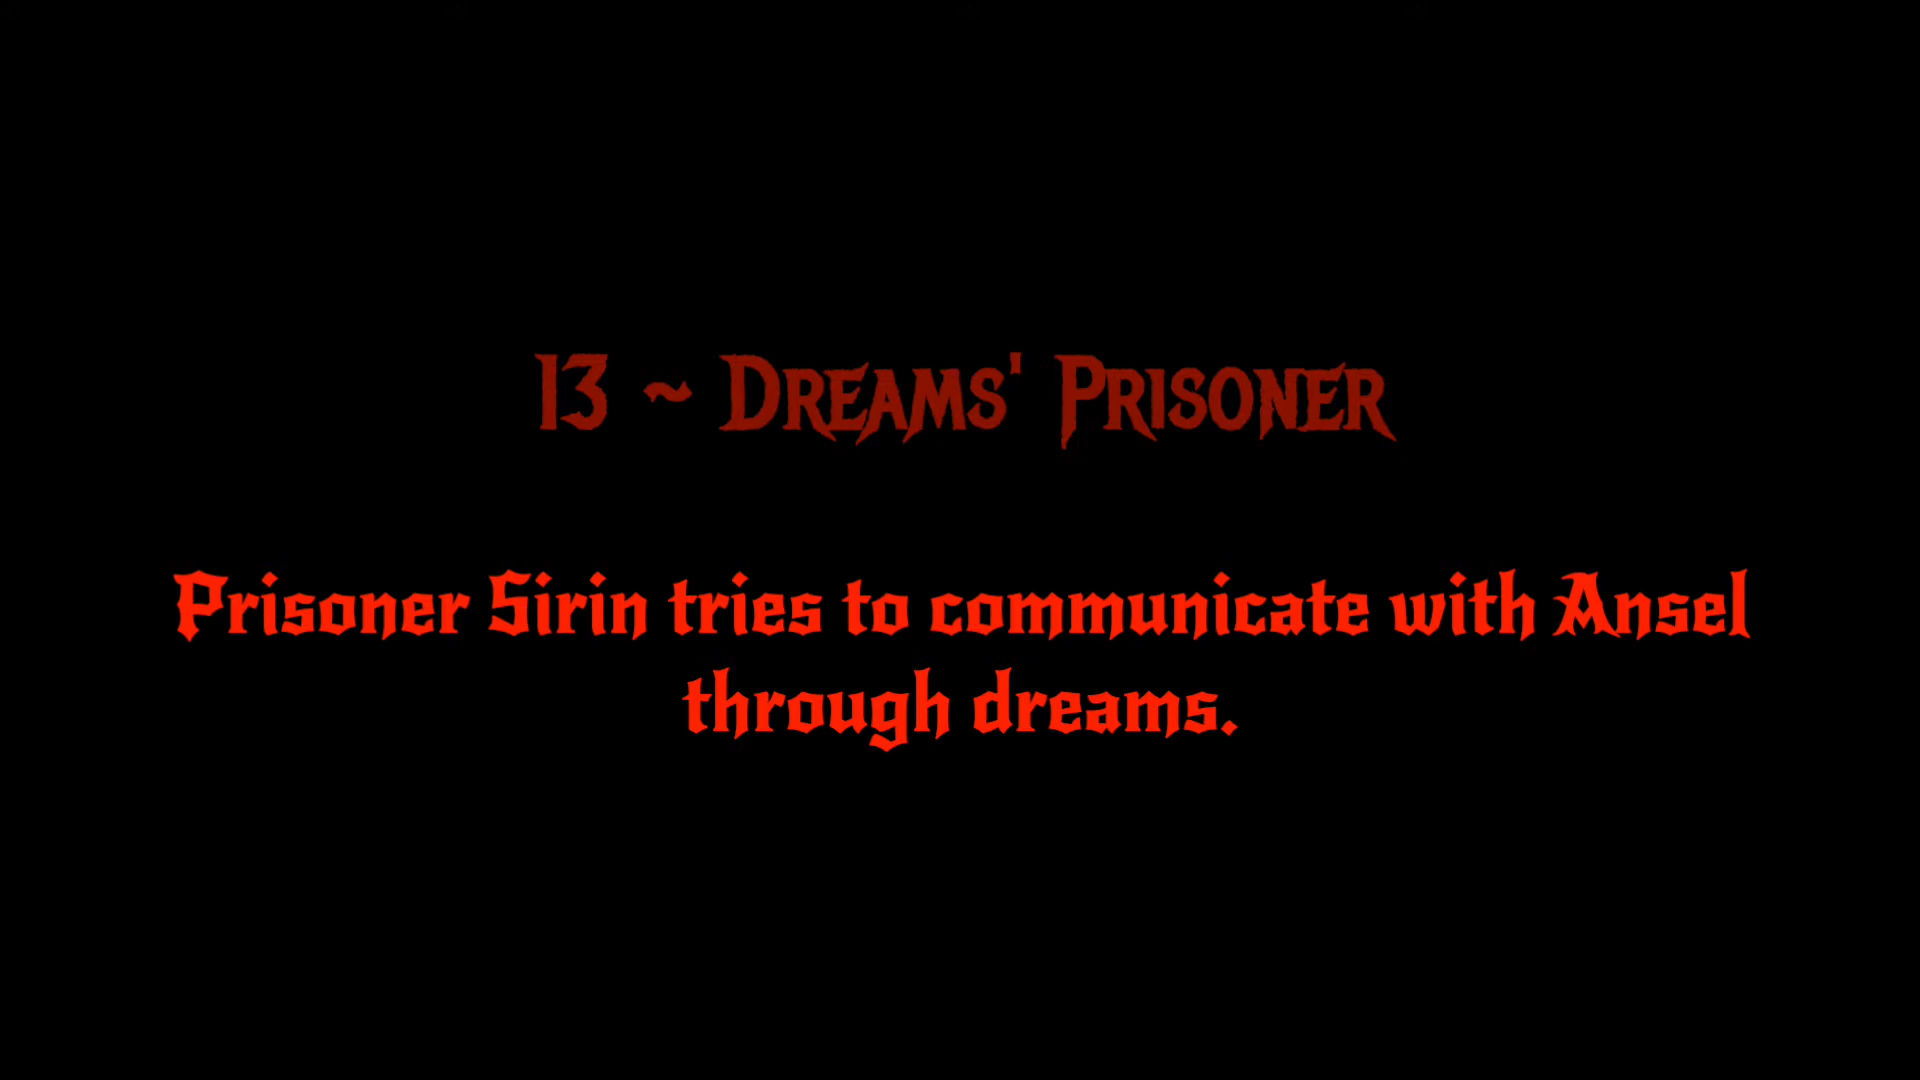 13 ~ Dreams' Prisoner
Prisoner Sirin tries to communicate with Ansel
through dreams.